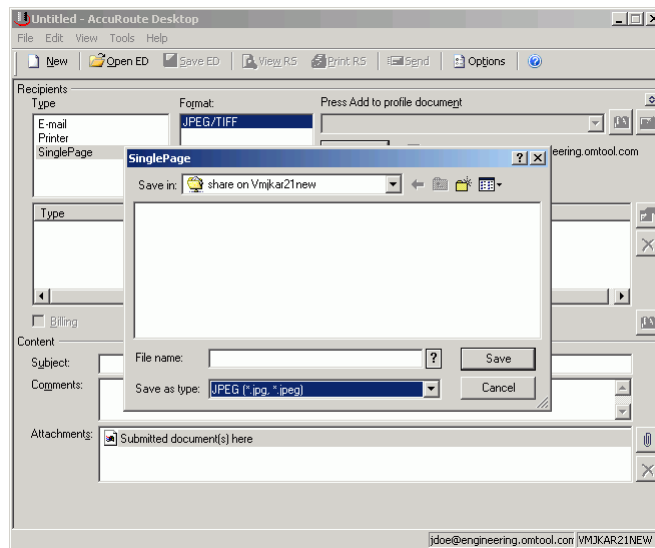 Untitled - AccuRoute Desktop
File Edit View Tools Help
New Open ED Save ED View RS Print RS Send Options
Recipients
Type Format: Press Add to profile document
E-mail JPEG/TIFF
Printer
SinglePage eering.omtool.com
SinglePage
Save in: share on Vmjkar21new
Type
Billing
File name: ? Save
Save as type: JPEG (*.jpg, *.jpeg) Cancel
Content
Subject:
Comments:
Attachments: Submitted document(s) here
jdoe@engineering.omtool.com VMJKAR21NEW